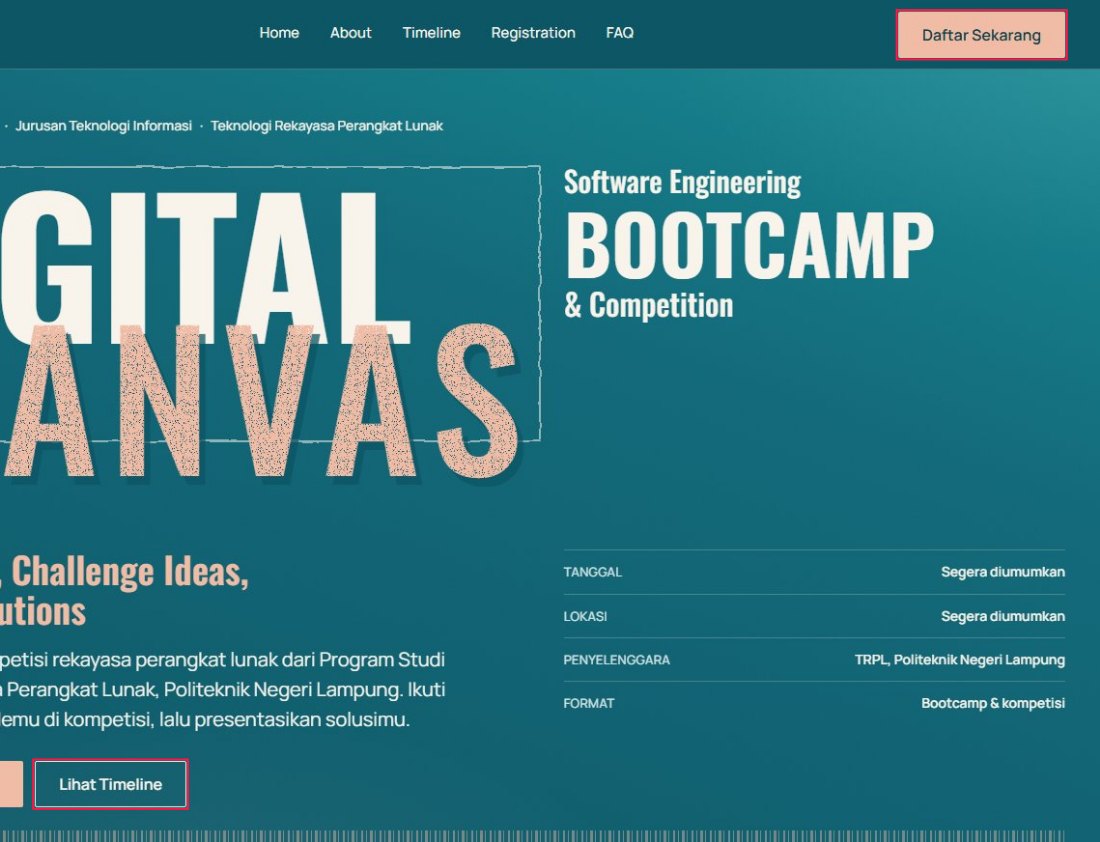 Home About Timeline Registration FAQ
Daftar Sekarang
· Jurusan Teknologi Informasi · Teknologi Rekayasa Perangkat Lunak
GITAL
ANVAS
Software Engineering
BOOTCAMP
& Competition
, Challenge Ideas,
utions
petisi rekayasa perangkat lunak dari Program Studi
a Perangkat Lunak, Politeknik Negeri Lampung. Ikuti
emu di kompetisi, lalu presentasikan solusimu.
Lihat Timeline
TANGGAL Segera diumumkan
LOKASI Segera diumumkan
PENYELENGGARA TRPL, Politeknik Negeri Lampung
FORMAT Bootcamp & kompetisi